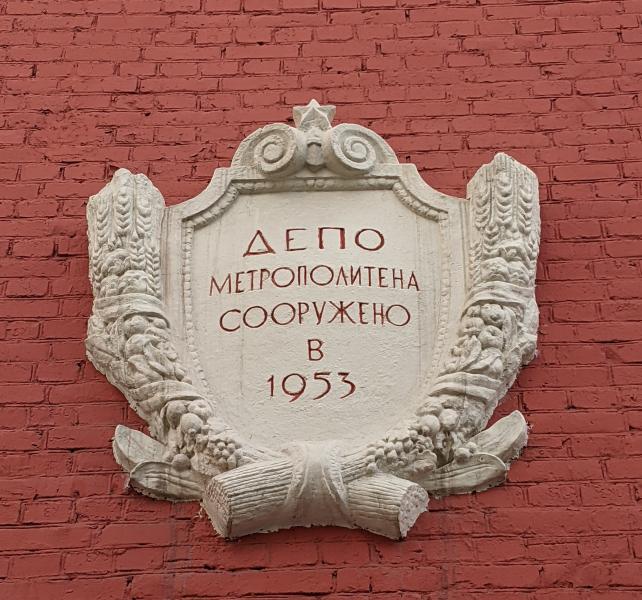 ДЕПО
МЕТРОПОЛИТЕНА
СООРУЖЕНО
В
1953